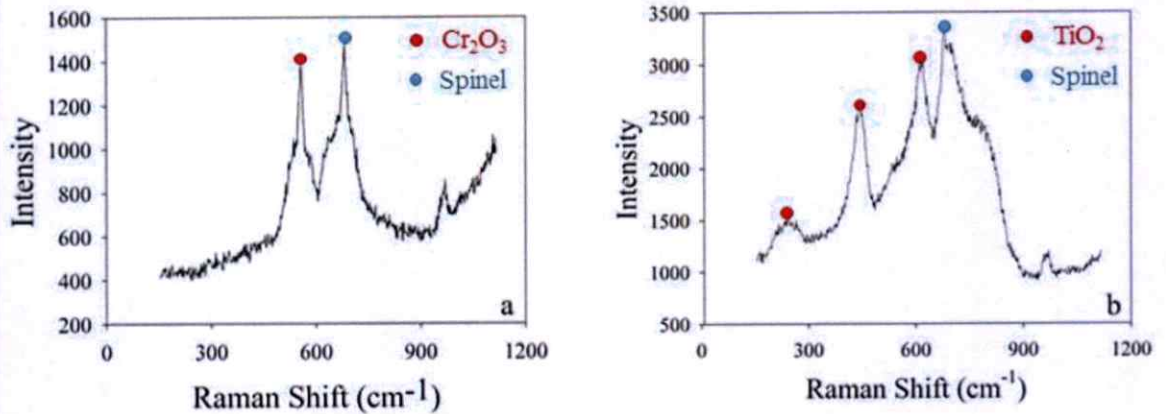 1600
1400
1200
1000
800
600
400
200
0 300 600 900 1200
Intensity
Raman Shift (cm-1)
Cr2O3
Spinel
a
3500
3000
2500
2000
1500
1000
500
0 300 600 900 1200
Intensity
Raman Shift (cm-1)
TiO2
Spinel
b